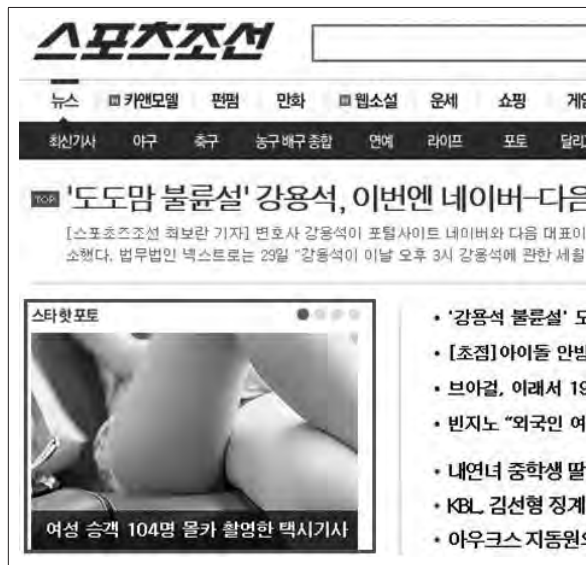 스포츠조선
뉴스 카앤모델 펀펌 만화 웹소설 운세 쇼핑
최신기사 야구 축구 농구배구종합 연예 라이프 포토
TOP '도도맘 불륜설' 강용석, 이번엔 네이버-다음
[스포츠조선 최보란 기자] 변호사 강용석이 포털사이트 네이버와 다음 대표이
소했다. 법무법인 넥스트로는 29일 "강용석이 이날 오후 3시 강용석에 관한 세월
스타 핫 포토
여성 승객 104명 몰카 촬영한 택시기사
• '강용석 불륜설' 도
• [초점]아이돌 안방
• 브아걸, 이래서 19
• 빈지노 "외국인 여
• 내연녀 중학생 딸
• KBL, 김선형 징계
• 아우크스 지동원